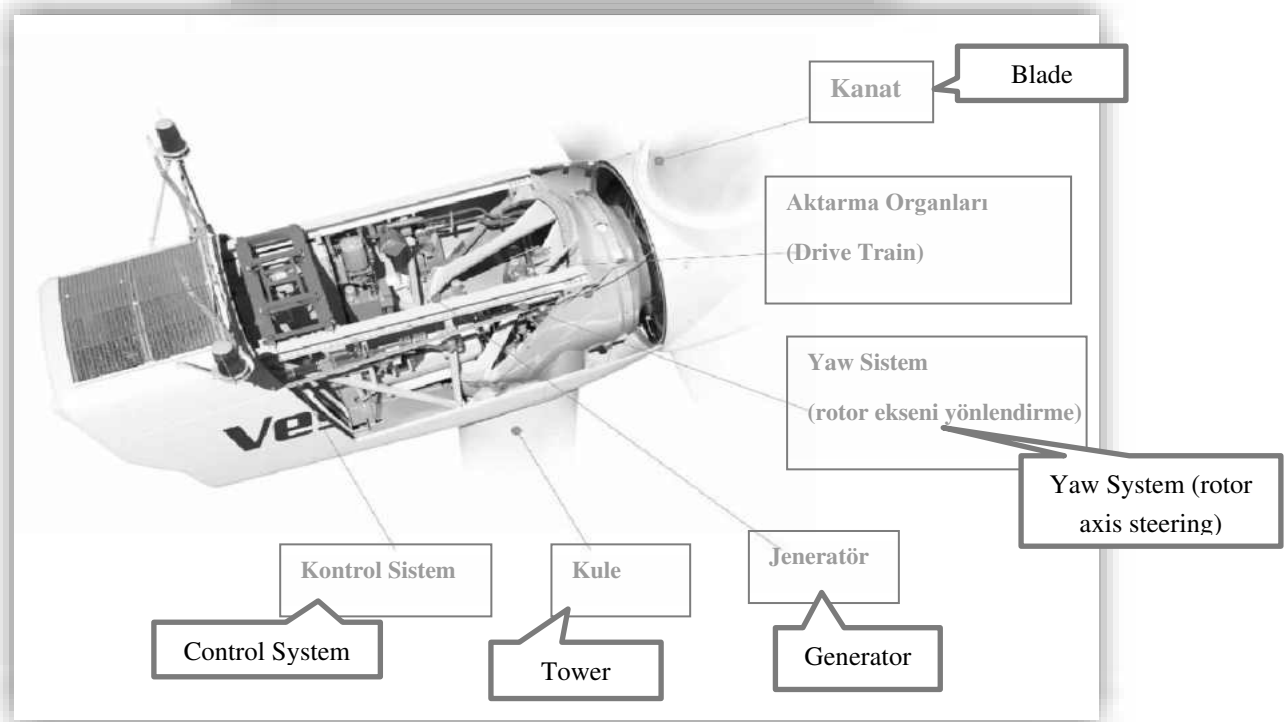 Kanat
Blade
Aktarma Organları
(Drive Train)
Yaw Sistem
(rotor ekseni yönlendirme)
Yaw System (rotor
axis steering)
Ves
Kontrol Sistem
Kule
Jeneratör
Control System
Tower
Generator